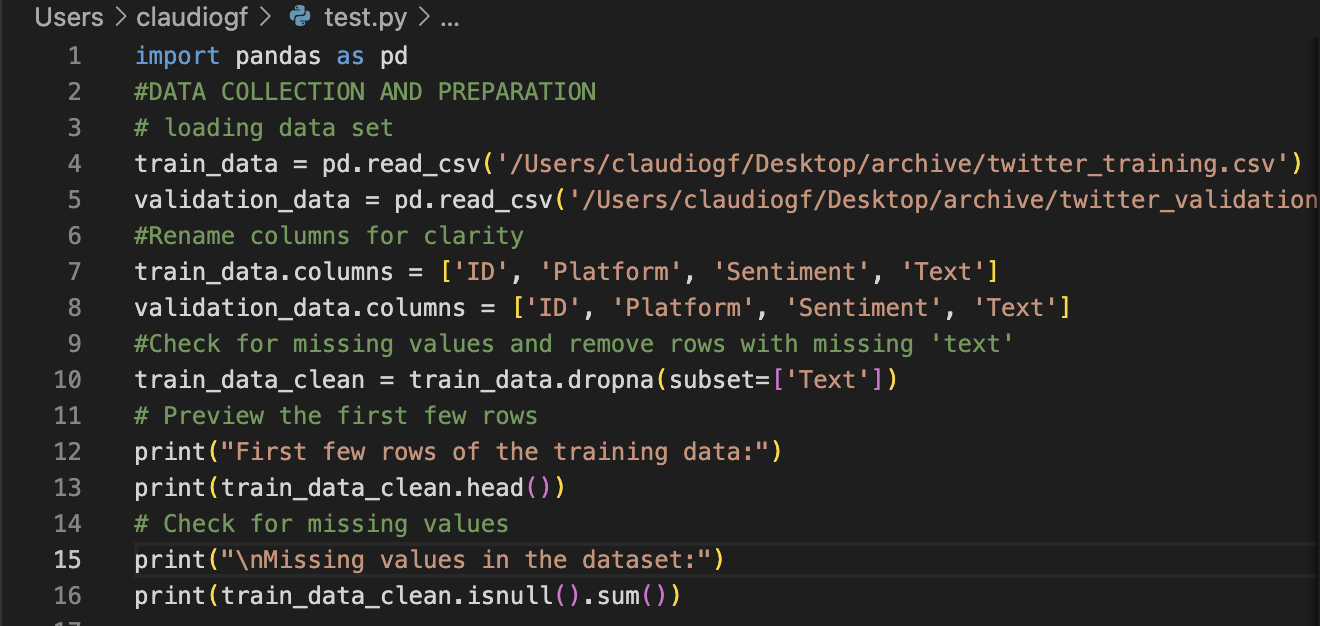 Users > claudiogf > test.py > ...
1 import pandas as pd
2 #DATA COLLECTION AND PREPARATION
3 # loading data set
4 train_data = pd.read_csv('/Users/claudiogf/Desktop/archive/twitter_training.csv')
5 validation_data = pd.read_csv('/Users/claudiogf/Desktop/archive/twitter_validation
6 #Rename columns for clarity
7 train_data.columns = ['ID', 'Platform', 'Sentiment', 'Text']
8 validation_data.columns = ['ID', 'Platform', 'Sentiment', 'Text']
9 #Check for missing values and remove rows with missing 'text'
10 train_data_clean = train_data.dropna(subset=['Text'])
11 # Preview the first few rows
12 print("First few rows of the training data:")
13 print(train_data_clean.head())
14 # Check for missing values
15 print("\nMissing values in the dataset:")
16 print(train_data_clean.isnull().sum())